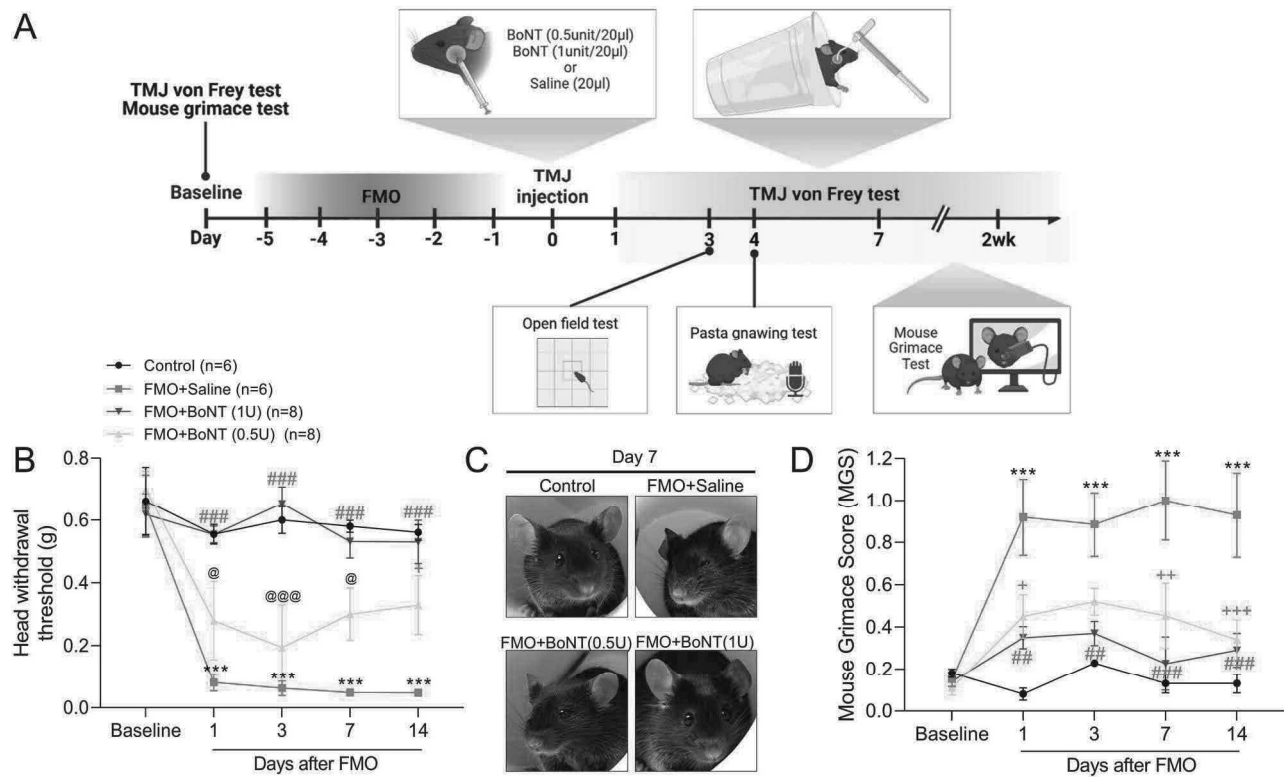 A
BoNT (0.5unit/20µl)
BoNT (1unit/20µl)
or
Saline (20µl)
TMJ von Frey test
Mouse grimace test
Baseline
FMO
TMJ
injection
TMJ von Frey test
Day
-5
-4
-3
-2
-1
0
1
3
4
7
2wk
Open field test
Pasta gnawing test
Mouse
Grimace
Test
Control (n=6)
FMO+Saline (n=6)
FMO+BoNT (1U) (n=8)
FMO+BoNT (0.5U) (n=8)
B
Head withdrawal
threshold (g)
0.8
0.6
0.4
0.2
0.0
###
###
###
###
@
@@@
@
+
***
***
***
***
Baseline
1
3
7
14
Days after FMO
C
Day 7
Control
FMO+Saline
FMO+BoNT(0.5U)
FMO+BoNT(1U)
D
Mouse Grimace Score (MGS)
1.2
1.0
0.8
0.6
0.4
0.2
0.0
***
***
***
***
+
++
+++
##
##
###
###
Baseline
1
3
7
14
Days after FMO